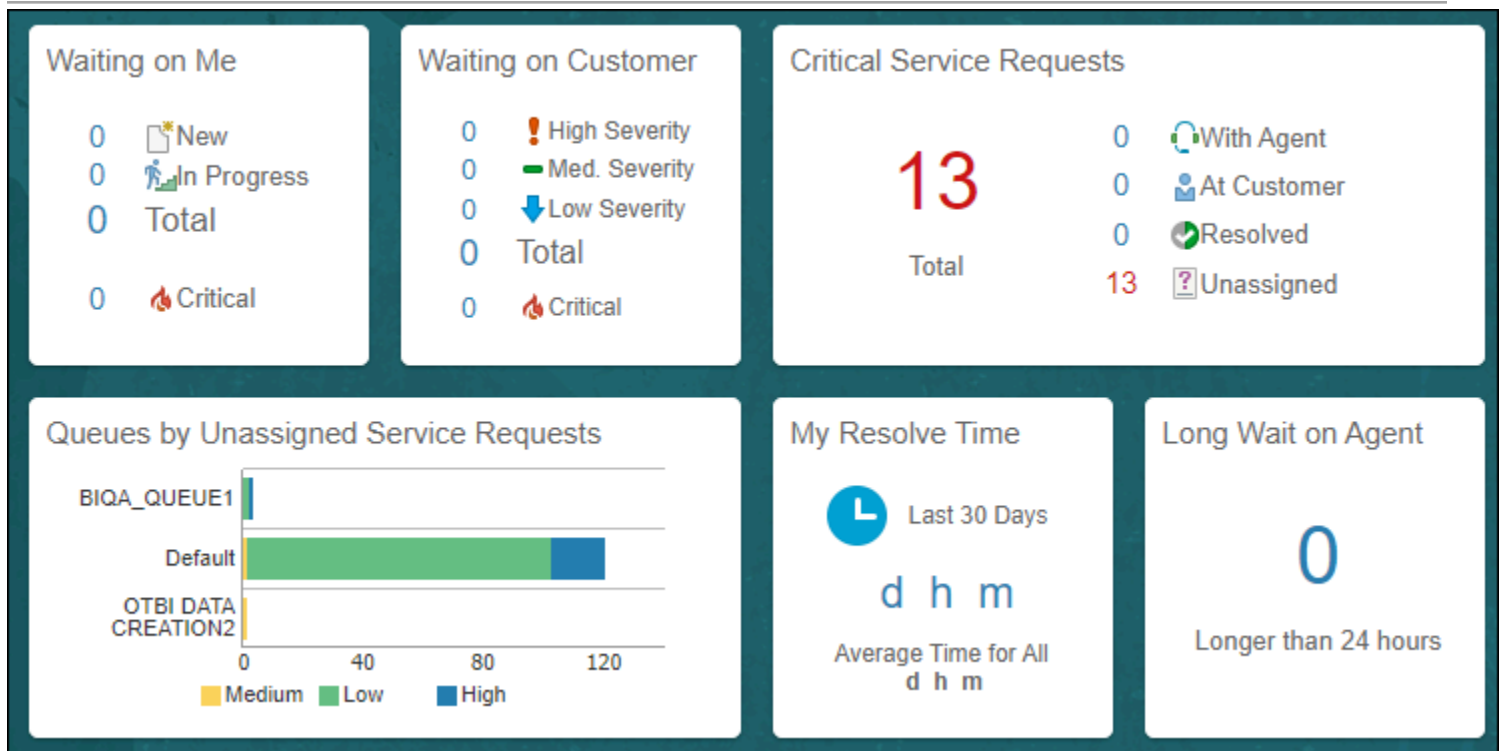 Waiting on Me
0 New
0 In Progress
0 Total
0 Critical
Waiting on Customer
0 High Severity
0 Med. Severity
0 Low Severity
0 Total
0 Critical
Critical Service Requests
13
Total
0 With Agent
0 At Customer
0 Resolved
13 ? Unassigned
Queues by Unassigned Service Requests
BIQA_QUEUE1
Default
OTBI DATA
CREATION2
0 40 80 120
Medium Low High
My Resolve Time
Last 30 Days
d h m
Average Time for All
d h m
Long Wait on Agent
0
Longer than 24 hours